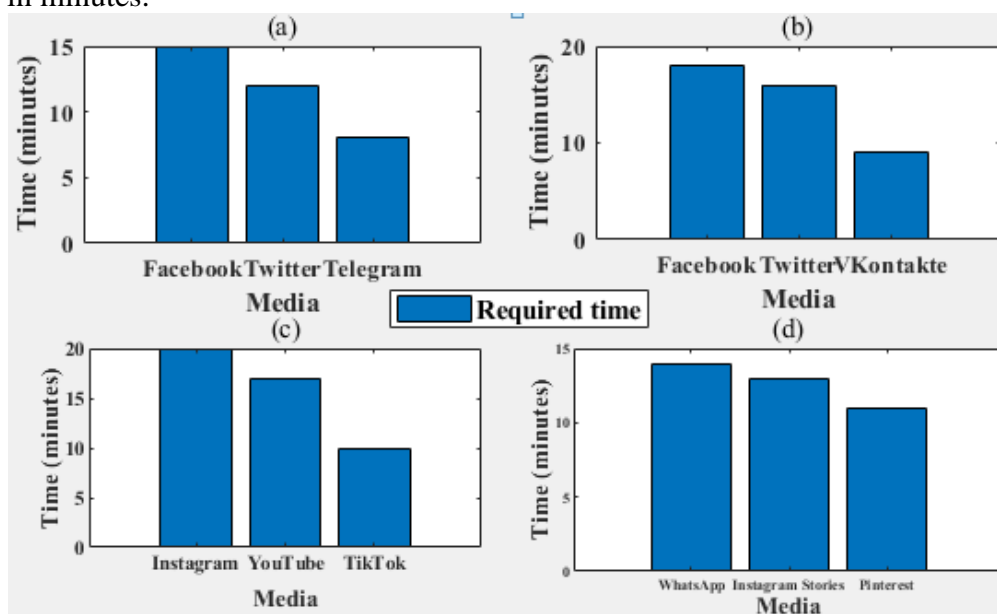 in minutes.
(a)
15
10
5
0
Time (minutes)
Facebook Twitter Telegram
Media
(b)
20
10
0
Time (minutes)
Facebook Twitter VKontakte
Media
Required time
(c)
20
15
10
5
0
Time (minutes)
Instagram YouTube TikTok
Media
(d)
15
10
5
0
Time (minutes)
WhatsApp Instagram Stories Pinterest
Media